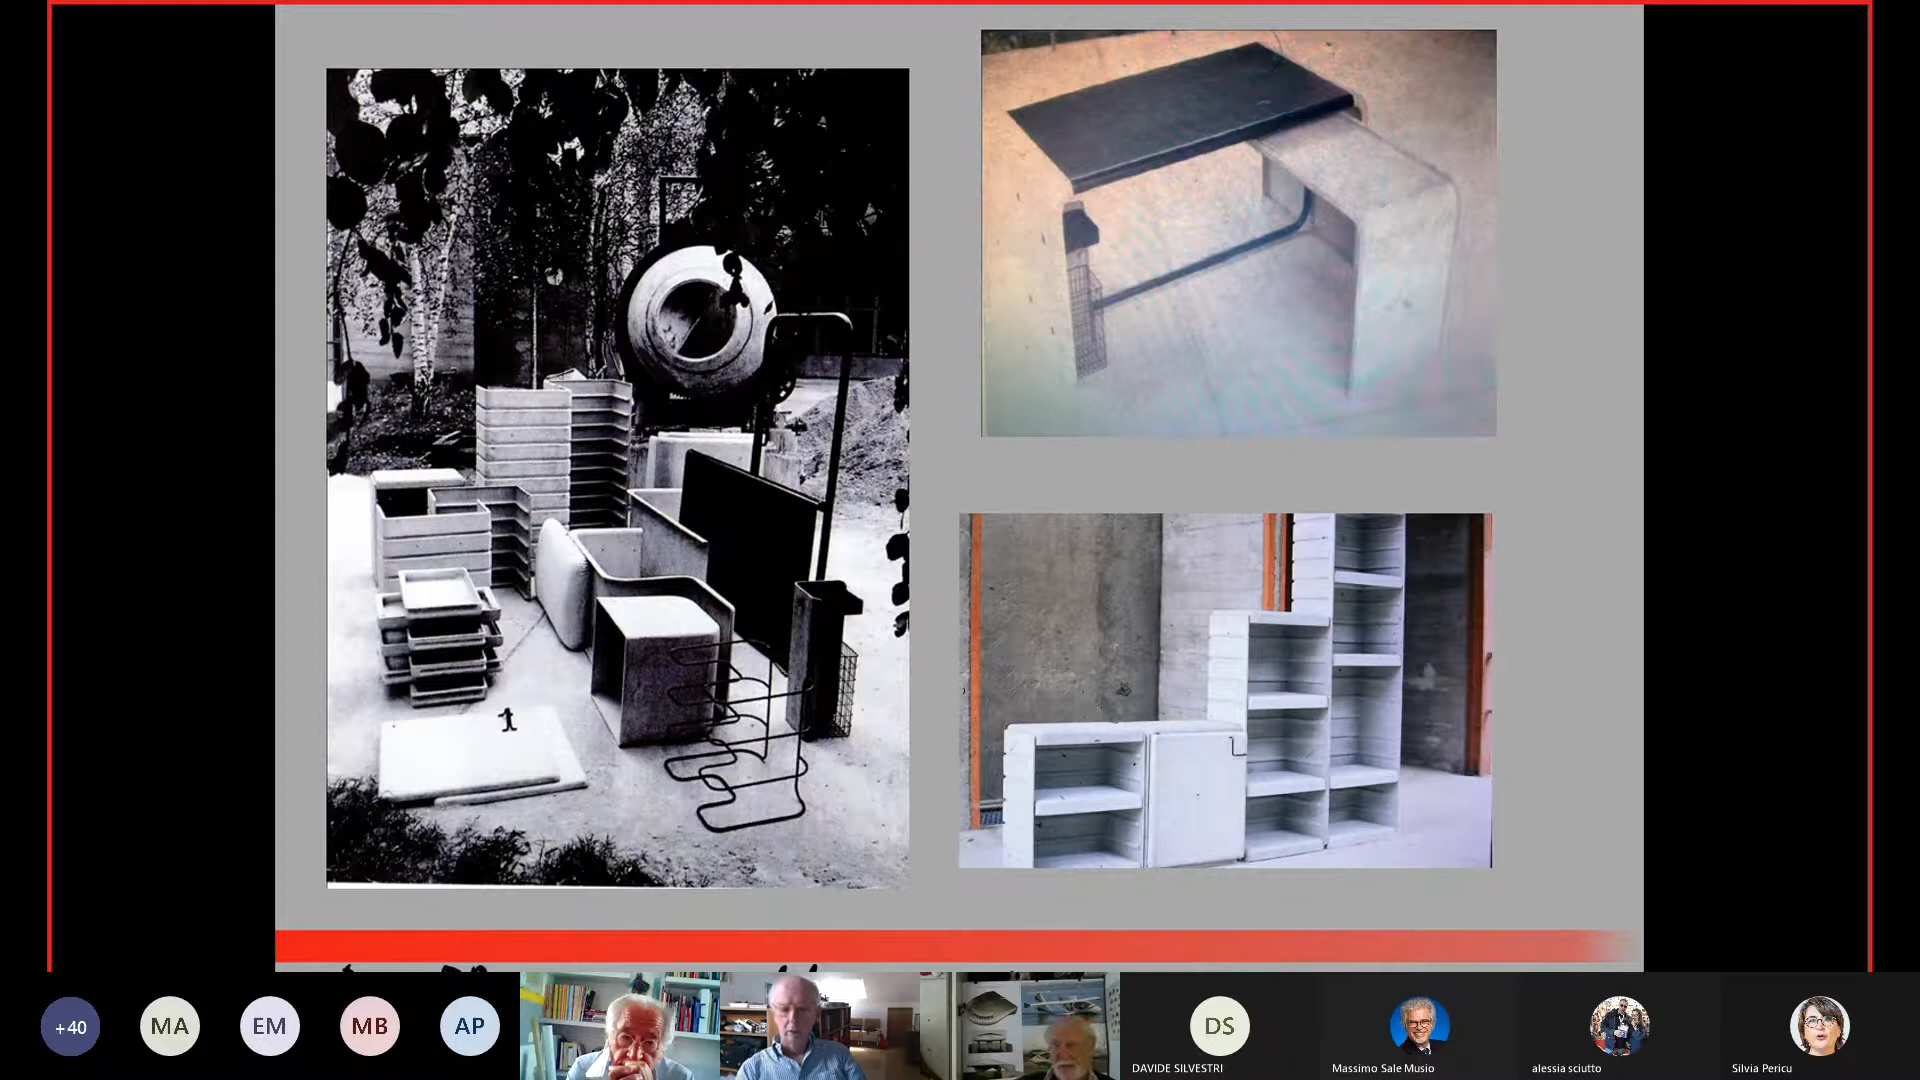 +40
MA
EM
MB
AP
DS
DAVIDE SILVESTRI
Massimo Sale Musio
alessia sciutto
Silvia Pericu